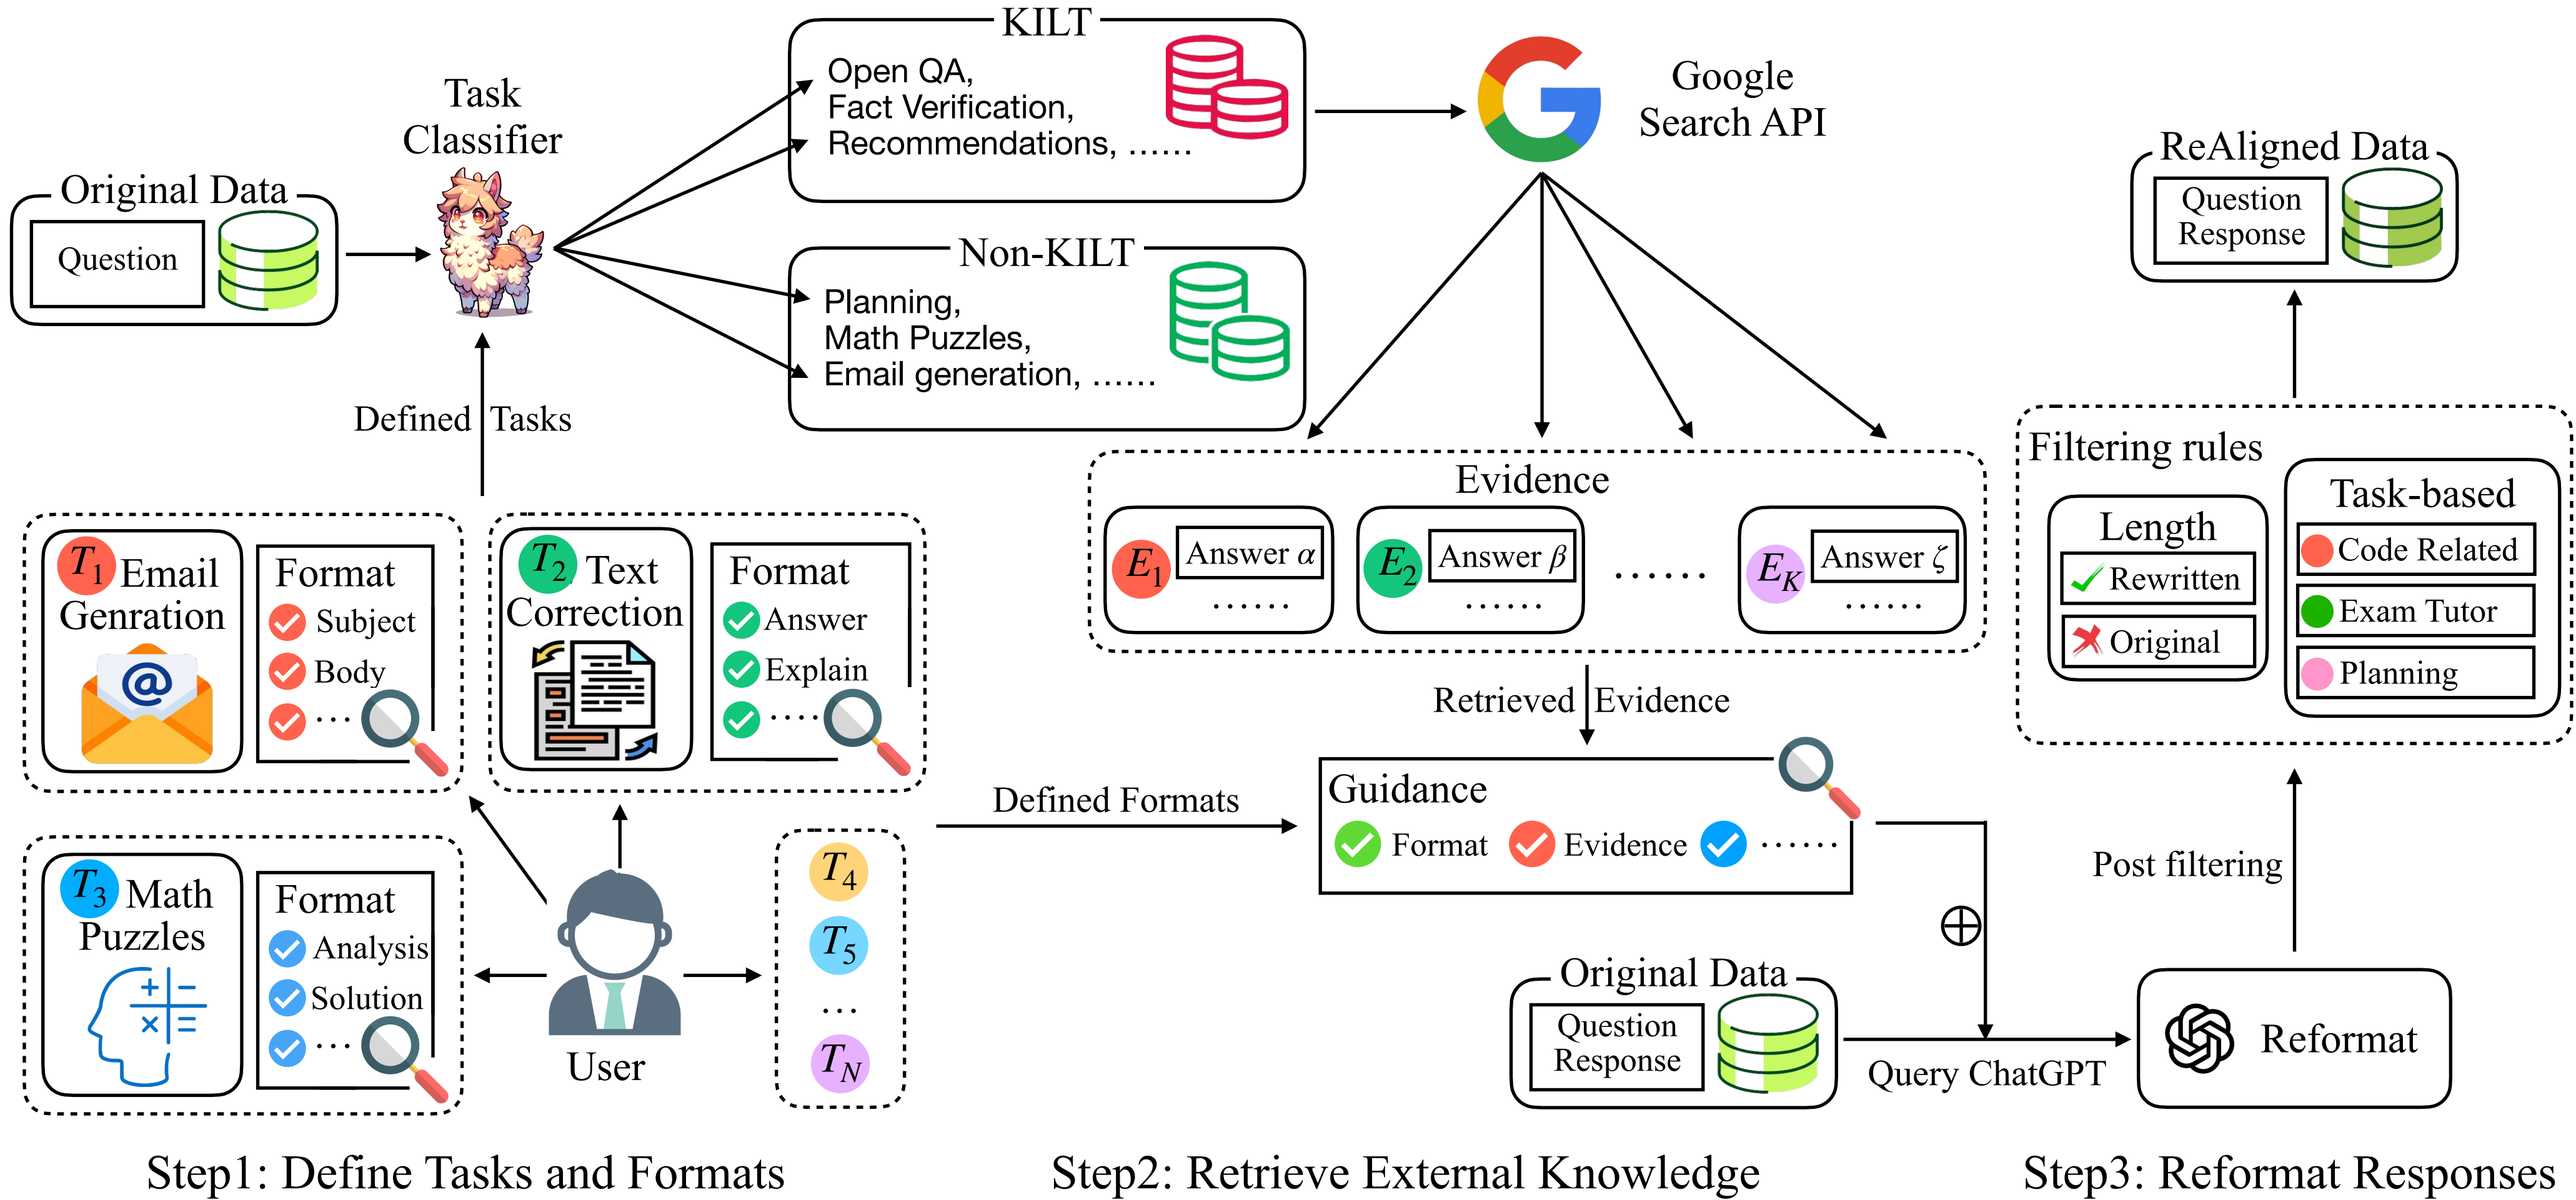 Original Data
Question
Task
Classifier
KILT
Open QA,
Fact Verification,
Recommendations, ......
Non-KILT
Planning,
Math Puzzles,
Email generation, ......
Google
Search API
Defined Tasks
T1 Email
Genration
Format
Subject
Body
...
T2 Text
Correction
Format
Answer
Explain
....
T3 Math
Puzzles
Format
Analysis
Solution
...
User
T4
T5
...
TN
Step1: Define Tasks and Formats
Evidence
E1 Answer α
......
E2 Answer β
......
......
EK Answer ζ
......
Retrieved Evidence
Defined Formats
Guidance
Format Evidence ......
Original Data
Question
Response
⊕
Query ChatGPT
Step2: Retrieve External Knowledge
ReAligned Data
Question
Response
Filtering rules
Length
Rewritten
Original
Task-based
Code Related
Exam Tutor
Planning
Post filtering
Reformat
Step3: Reformat Responses